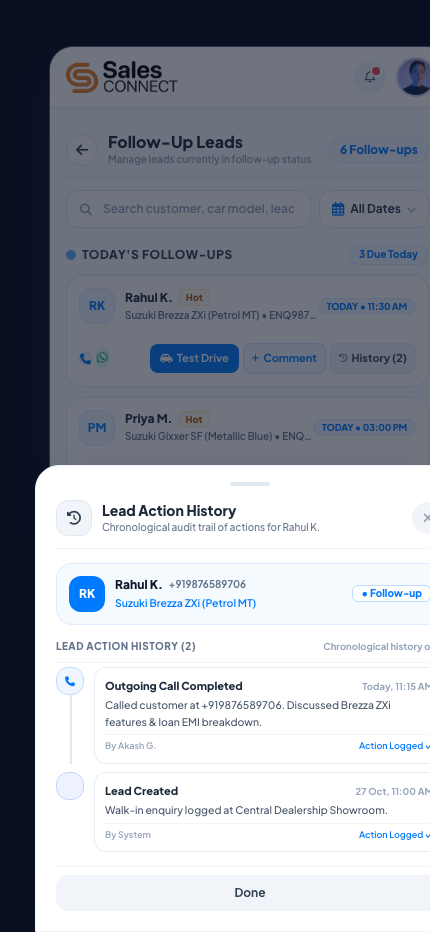 Sales
CONNECT
Follow-Up Leads
Manage leads currently in follow-up status
6 Follow-ups
Search customer, car model, lead
All Dates
TODAY'S FOLLOW-UPS
3 Due Today
RK
Rahul K.
Hot
Suzuki Brezza ZXi (Petrol MT) • ENQ987...
TODAY • 11:30 AM
Test Drive
+ Comment
History (2)
PM
Priya M.
Hot
Suzuki Gixxer SF (Metallic Blue) • ENQ...
TODAY • 03:00 PM
Lead Action History
Chronological audit trail of actions for Rahul K.
RK
Rahul K. +919876589706
Suzuki Brezza ZXi (Petrol MT)
• Follow-up
LEAD ACTION HISTORY (2)
Chronological history o
Outgoing Call Completed
Today, 11:15 AM
Called customer at +919876589706. Discussed Brezza ZXi
features & loan EMI breakdown.
By Akash G.
Action Logged ✓
Lead Created
27 Oct, 11:00 AM
Walk-in enquiry logged at Central Dealership Showroom.
By System
Action Logged ✓
Done